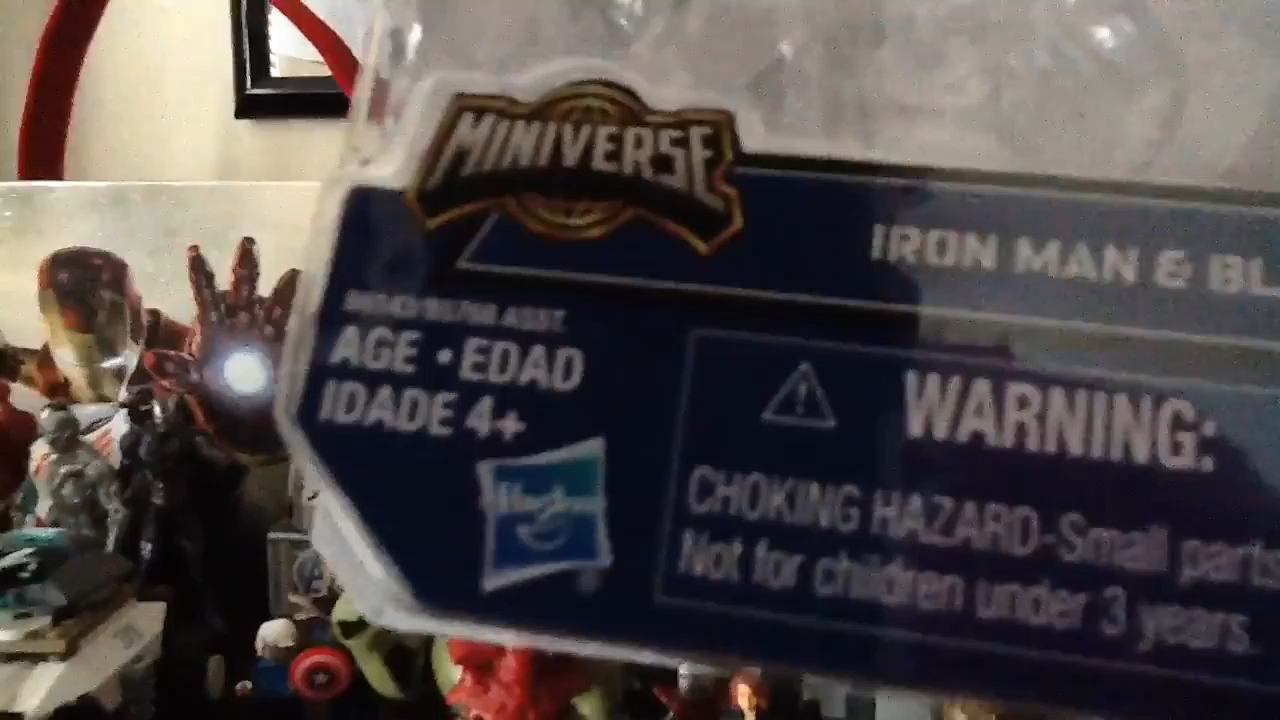 MINIVERSE
IRON MAN & BL
AGE • EDAD
IDADE 4+
Hasbro
WARNING:
CHOKING HAZARD-Small parts
Not for children under 3 years.